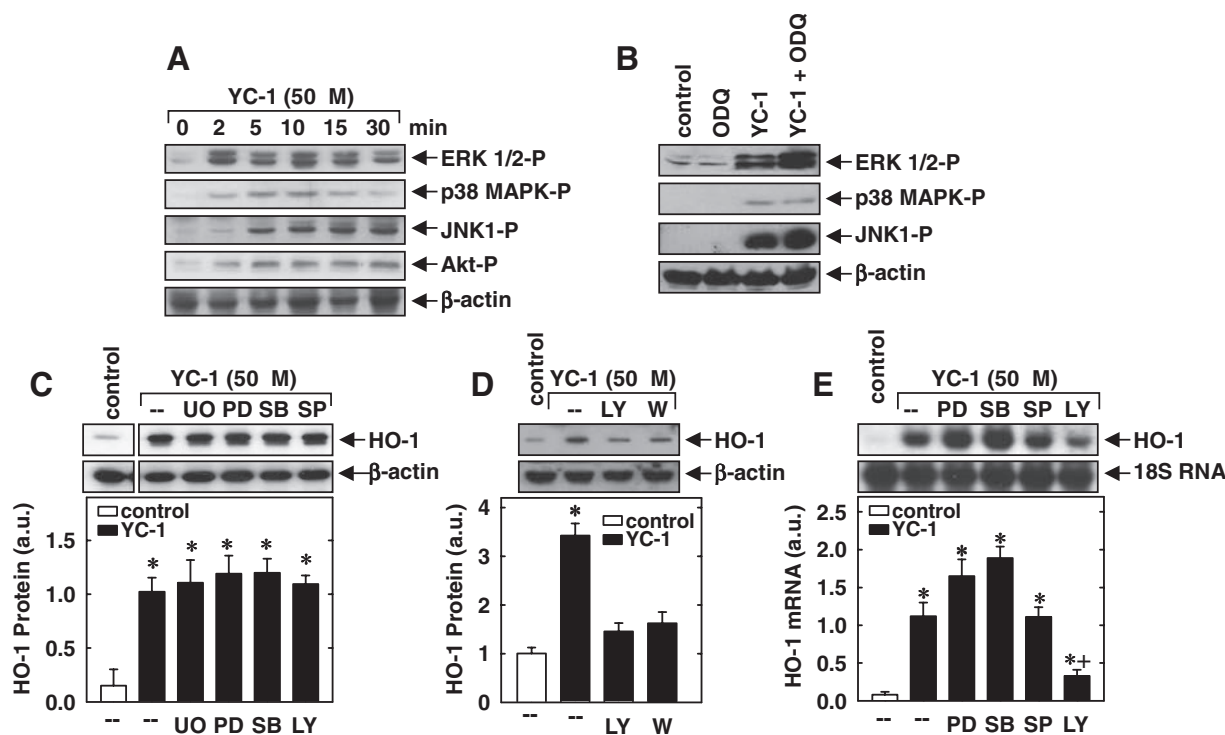 A
YC-1 (50 M)
0 2 5 10 15 30 min
ERK 1/2-P
p38 MAPK-P
JNK1-P
Akt-P
β-actin
B
control
ODQ
YC-1
YC-1 + ODQ
ERK 1/2-P
p38 MAPK-P
JNK1-P
β-actin
C
control
YC-1 (50 M)
-- UO PD SB SP
HO-1
β-actin
control
YC-1
HO-1 Protein (a.u.)
1.5
1.0
0.5
0.0
* * * * *
-- -- UO PD SB LY
D
control
YC-1 (50 M)
-- LY W
HO-1
β-actin
control
YC-1
HO-1 Protein (a.u.)
4
3
2
1
0
*
-- -- LY W
E
control
YC-1 (50 M)
-- PD SB SP LY
HO-1
18S RNA
control
YC-1
HO-1 mRNA (a.u.)
2.5
2.0
1.5
1.0
0.5
0.0
* * * * *+
-- -- PD SB SP LY